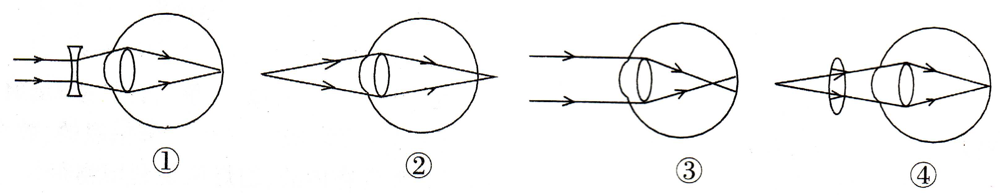 ①
②
③
④